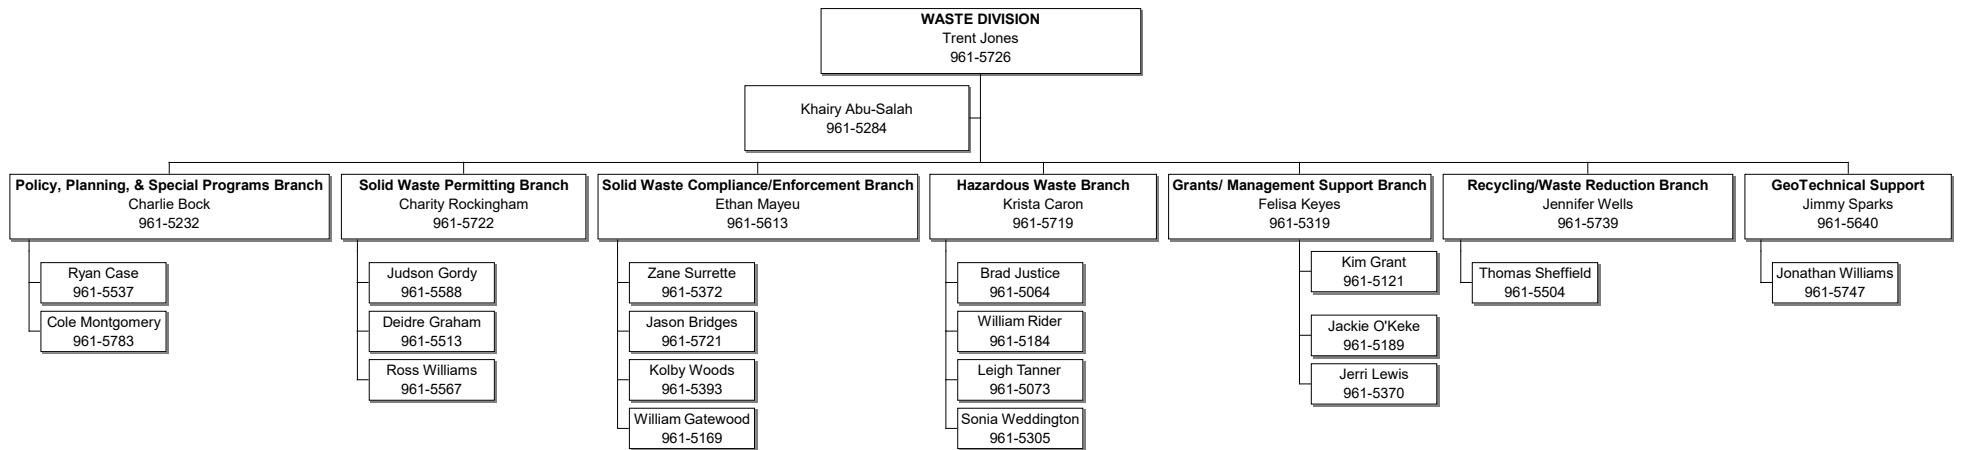 WASTE DIVISION
Trent Jones
961-5726
Khairy Abu-Salah
961-5284
Policy, Planning, & Special Programs Branch
Charlie Bock
961-5232
Ryan Case
961-5537
Cole Montgomery
961-5783
Solid Waste Permitting Branch
Charity Rockingham
961-5722
Judson Gordy
961-5588
Deidre Graham
961-5513
Ross Williams
961-5567
Solid Waste Compliance/Enforcement Branch
Ethan Mayeu
961-5613
Zane Surrette
961-5372
Jason Bridges
961-5721
Kolby Woods
961-5393
William Gatewood
961-5169
Hazardous Waste Branch
Krista Caron
961-5719
Brad Justice
961-5064
William Rider
961-5184
Leigh Tanner
961-5073
Sonia Weddington
961-5305
Grants/ Management Support Branch
Felisa Keyes
961-5319
Kim Grant
961-5121
Jackie O'Keke
961-5189
Jerri Lewis
961-5370
Recycling/Waste Reduction Branch
Jennifer Wells
961-5739
Thomas Sheffield
961-5504
GeoTechnical Support
Jimmy Sparks
961-5640
Jonathan Williams
961-5747